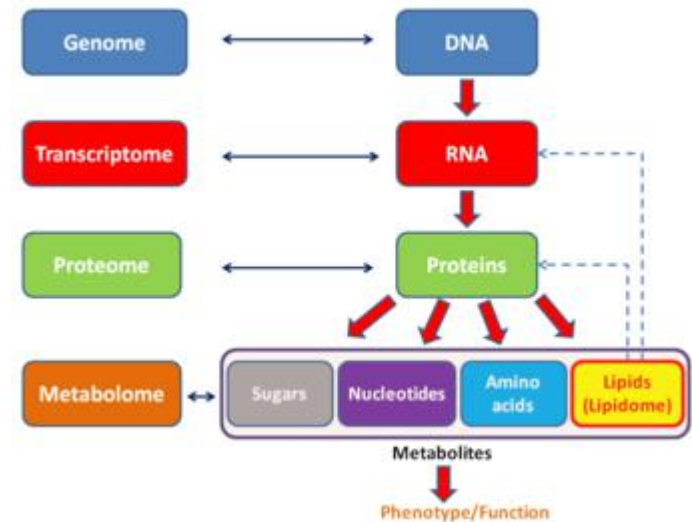 Genome
DNA
Transcriptome
RNA
Proteome
Proteins
Metabolome
Sugars
Nucleotides
Amino
acids
Lipids
(Lipidome)
Metabolites
Phenotype/Function